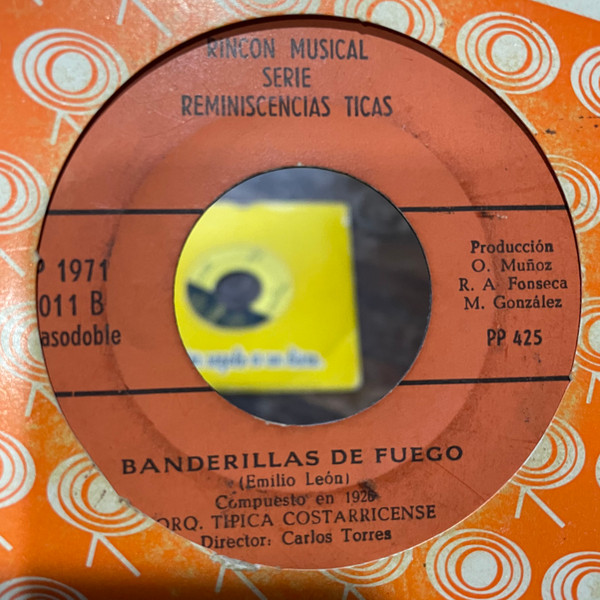 RINCON MUSICAL
SERIE
REMINISCENCIAS TICAS
P 1971
011 B
asodoble
Producción
O. Muñoz
R. A. Fonseca
M. González
PP 425
BANDERILLAS DE FUEGO
(Emilio León)
Compuesto en 1926
ORQ. TIPICA COSTARRICENSE
Director: Carlos Torres